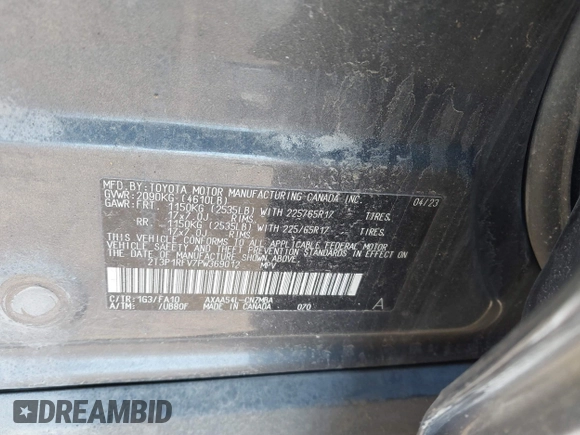 MFD.BY:TOYOTA MOTOR MANUFACTURING CANADA INC. 04/23
GVWR:2090KG (4610LB)
GAWR:FRT. 1150KG (2535LB) WITH 225/65R17 TIRES,
17x7.0J RIMS
RR. 1150KG (2535LB) WITH 225/65R17 TIRES,
17x7.0J RIMS
THIS VEHICLE CONFORMS TO ALL APPLICABLE FEDERAL MOTOR
VEHICLE SAFETY AND THEFT PREVENTION STANDARDS IN EFFECT
ON THE DATE OF MANUFACTURE SHOWN ABOVE.
2T3P1RFV2PW369012 MPV
C/TR:1G3/FA10 AXAA54L-CNZMBA A
A/TM: /UB80F MADE IN CANADA 070
DREAMBID